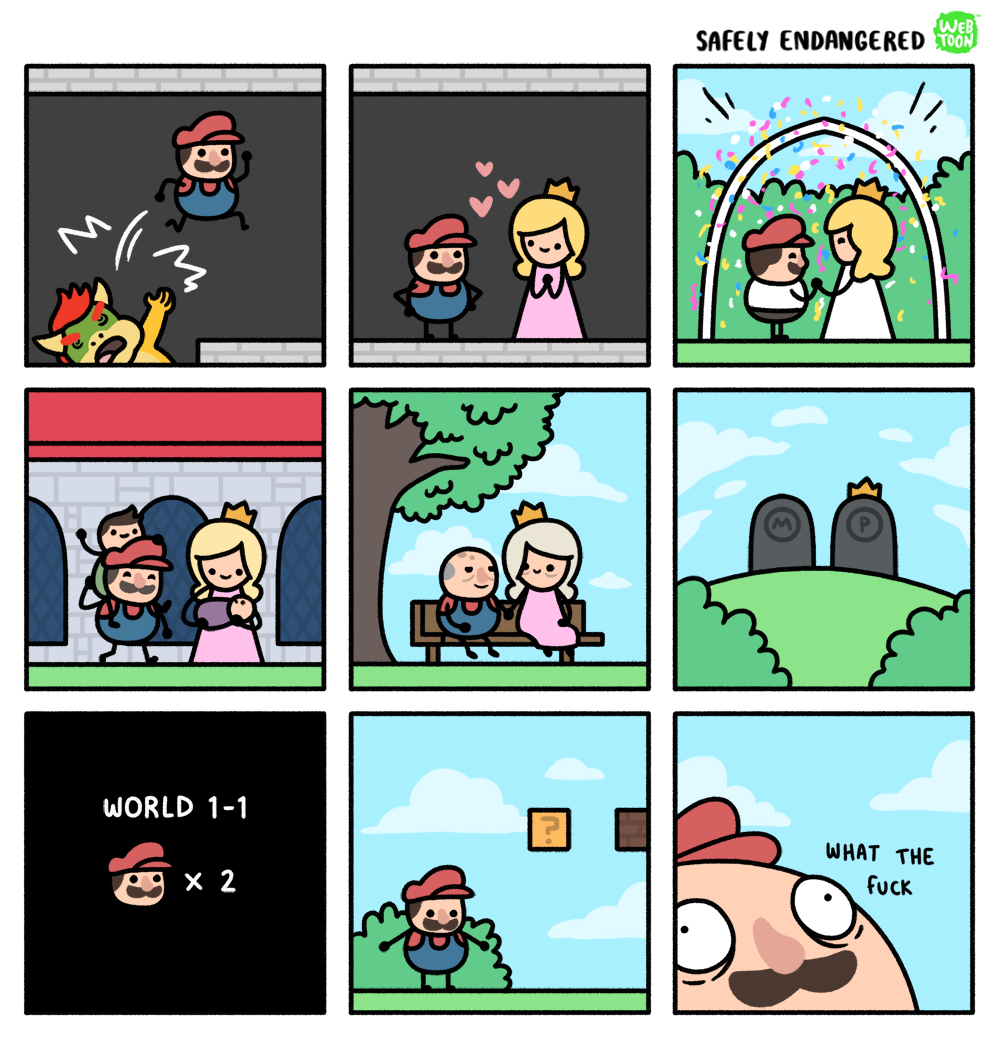 SAFELY ENDANGERED
WEB
TOON
M
P
WORLD 1-1
x 2
?
WHAT THE
FUCK